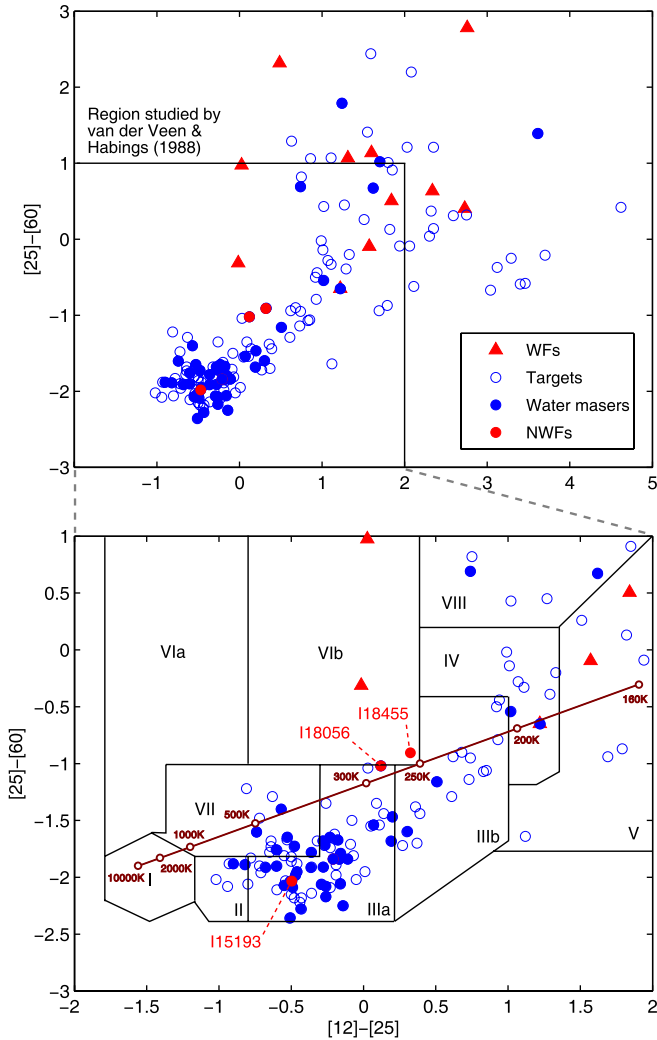 3
2
1
0
−1
−2
−3
[25]−[60]
Region studied by
van der Veen &
Habings (1988)
WFs
Targets
Water masers
NWFs
−1 0 1 2 3 4 5
1
0.5
0
−0.5
−1
−1.5
−2
−2.5
−3
[25]−[60]
VIa
VIb
VIII
IV
VII
I
II
IIIa
IIIb
V
I18455
I18056
I15193
160K
200K
250K
300K
500K
1000K
2000K
10000K
−2 −1.5 −1 −0.5 0 0.5 1 1.5 2
[12]−[25]